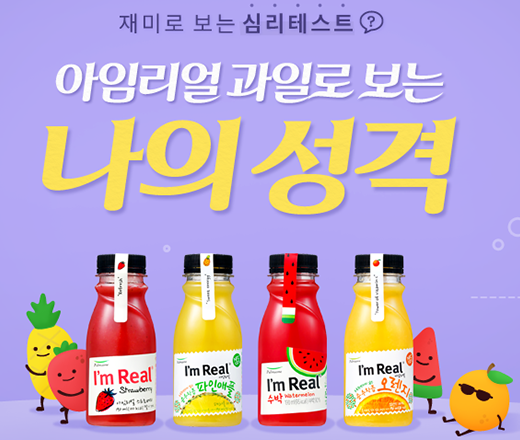 재미로 보는 심리테스트?
아임리얼 과일로 보는
나의 성격
I'm Real
Strawberry
I'm Real
파인애플
I'm Real
수박 Watermelon
I'm Real
오렌지